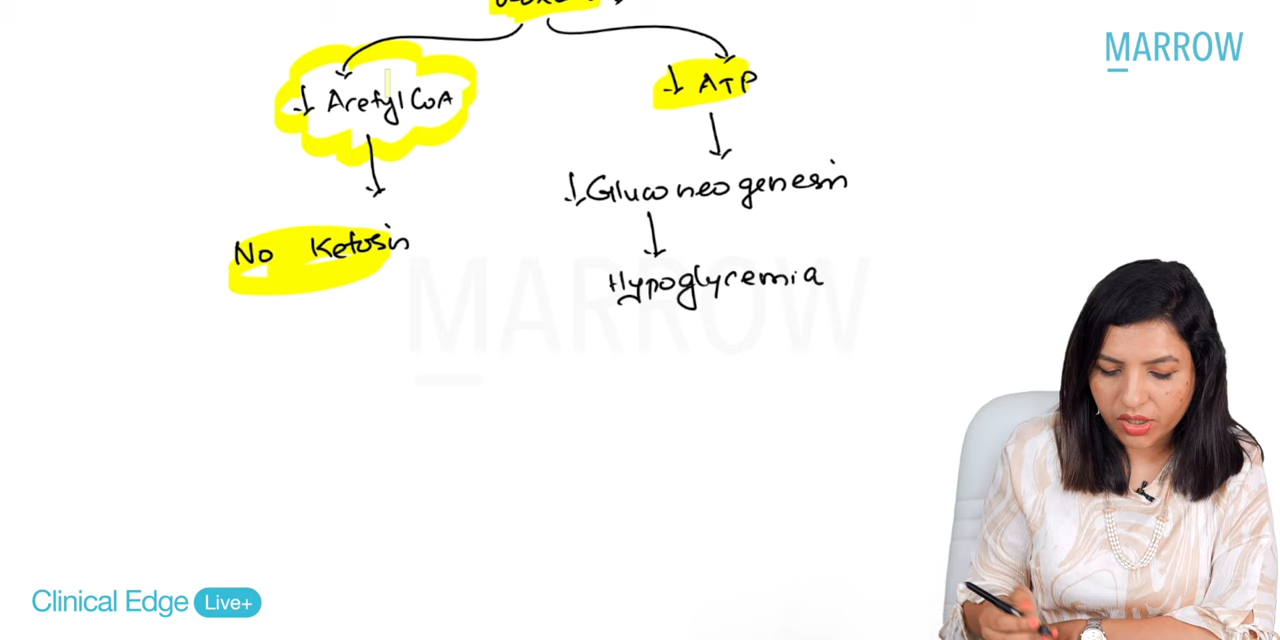 MARROW
↓ Acetyl CoA
↓ ATP
↓ Gluconeogenesis
No Ketosis
Hypoglycemia
MARROW
Clinical Edge Live+